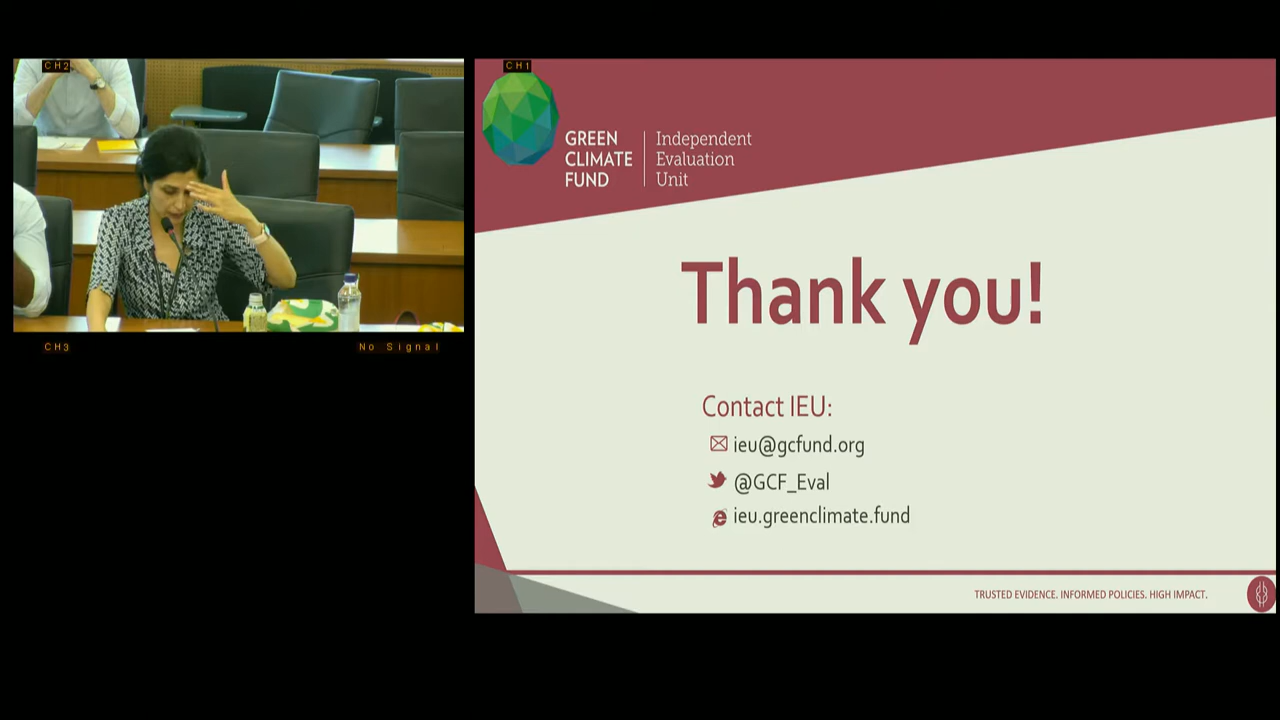 CH2
CH3
No Signal
CH1
GREEN
CLIMATE
FUND
Independent
Evaluation
Unit
Thank you!
Contact IEU:
ieu@gcfund.org
@GCF_Eval
ieu.greenclimate.fund
TRUSTED EVIDENCE. INFORMED POLICIES. HIGH IMPACT.